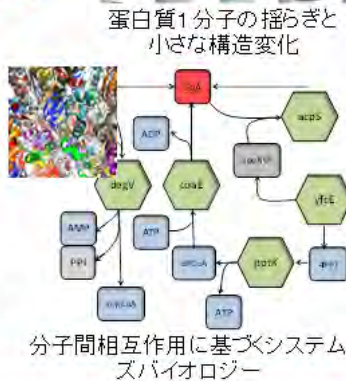 蛋白質1分子の揺らぎと
小さな構造変化
CoA
acpS
ADP
degV
coaE
yfcE
AMP
ATP
PPi
ATP
分子間相互作用に基づくシステム
ズバイオロジー